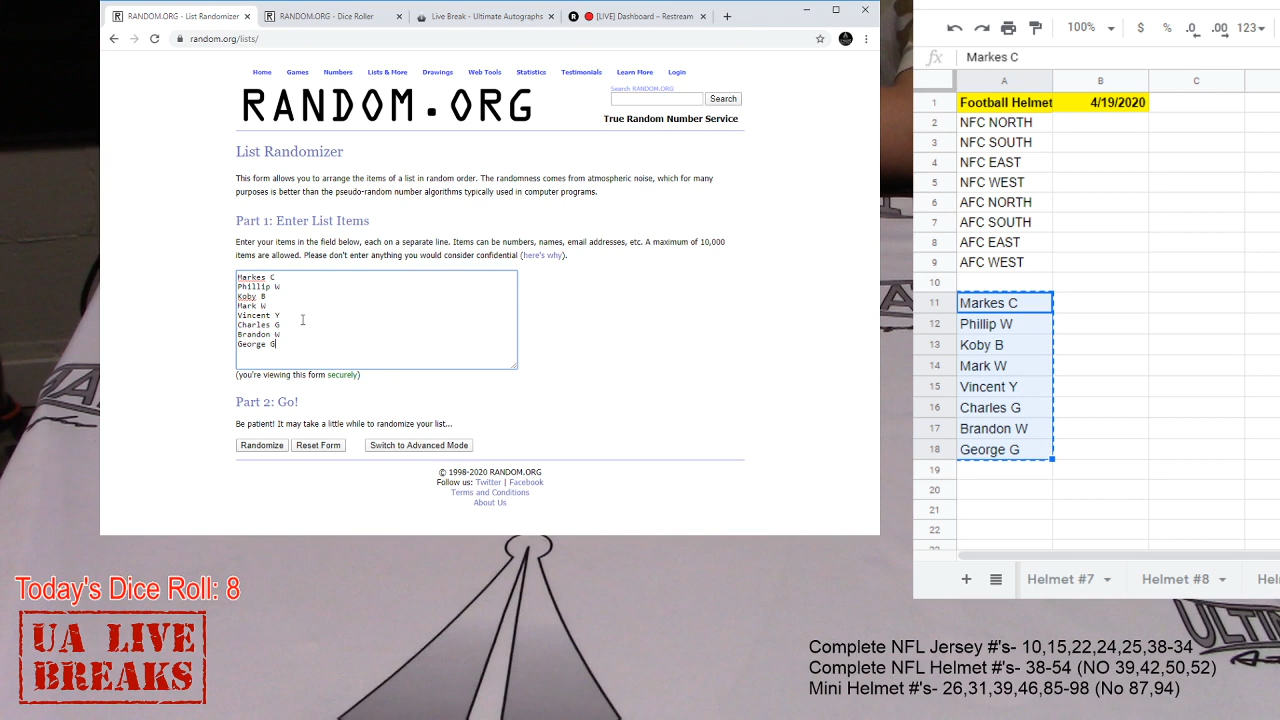 RANDOM.ORG - List Randomizer
RANDOM.ORG - Dice Roller
Live Break - Ultimate Autographs
[LIVE] Dashboard – Restream
random.org/lists/
Home Games Numbers Lists & More Drawings Web Tools Statistics Testimonials Learn More Login
RANDOM.ORG
Search RANDOM.ORG
Search
True Random Number Service
List Randomizer
This form allows you to arrange the items of a list in random order. The randomness comes from atmospheric noise, which for many
purposes is better than the pseudo-random number algorithms typically used in computer programs.
Part 1: Enter List Items
Enter your items in the field below, each on a separate line. Items can be numbers, names, email addresses, etc. A maximum of 10,000
items are allowed. Please don't enter anything you would consider confidential (here's why).
Markes C
Phillip W
Koby B
Mark W
Vincent Y
Charles G
Brandon W
George G
(you're viewing this form securely)
Part 2: Go!
Be patient! It may take a little while to randomize your list...
Randomize Reset Form Switch to Advanced Mode
© 1998-2020 RANDOM.ORG
Follow us: Twitter | Facebook
Terms and Conditions
About Us
100% $ % .0 .00 123
fx Markes C
A B C
1 Football Helmet 4/19/2020
2 NFC NORTH
3 NFC SOUTH
4 NFC EAST
5 NFC WEST
6 AFC NORTH
7 AFC SOUTH
8 AFC EAST
9 AFC WEST
10
11 Markes C
12 Phillip W
13 Koby B
14 Mark W
15 Vincent Y
16 Charles G
17 Brandon W
18 George G
19
20
21
22
Helmet #7 Helmet #8
Today's Dice Roll: 8
UA LIVE
BREAKS
Complete NFL Jersey #'s- 10,15,22,24,25,38-34
Complete NFL Helmet #'s- 38-54 (NO 39,42,50,52)
Mini Helmet #'s- 26,31,39,46,85-98 (No 87,94)